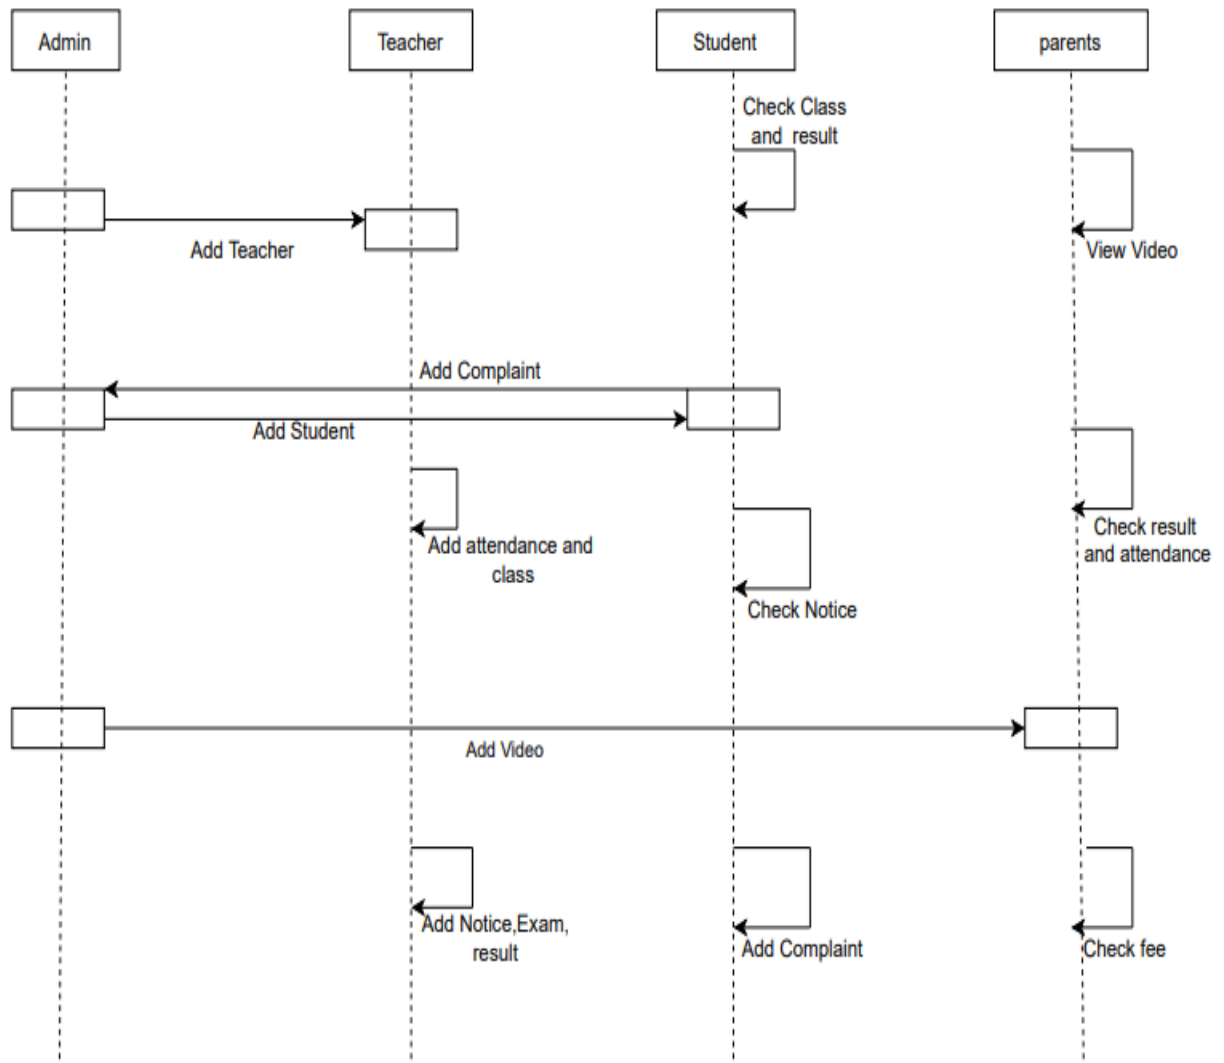 Admin
Teacher
Student
parents
Check Class
and result
Add Teacher
View Video
Add Complaint
Add Student
Add attendance and
class
Check result
and attendance
Check Notice
Add Video
Add Notice,Exam,
result
Add Complaint
Check fee